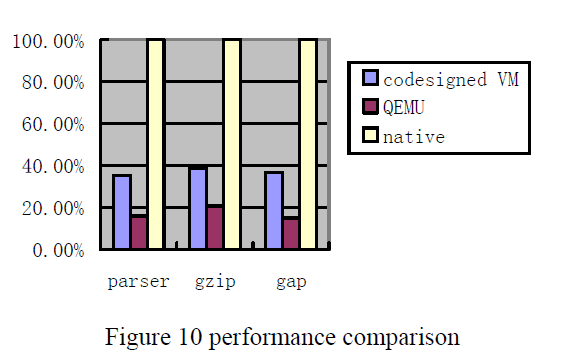 100.00%
80.00%
60.00%
40.00%
20.00%
0.00%
parser gzip gap
codesigned VM
QEMU
native
Figure 10 performance comparison